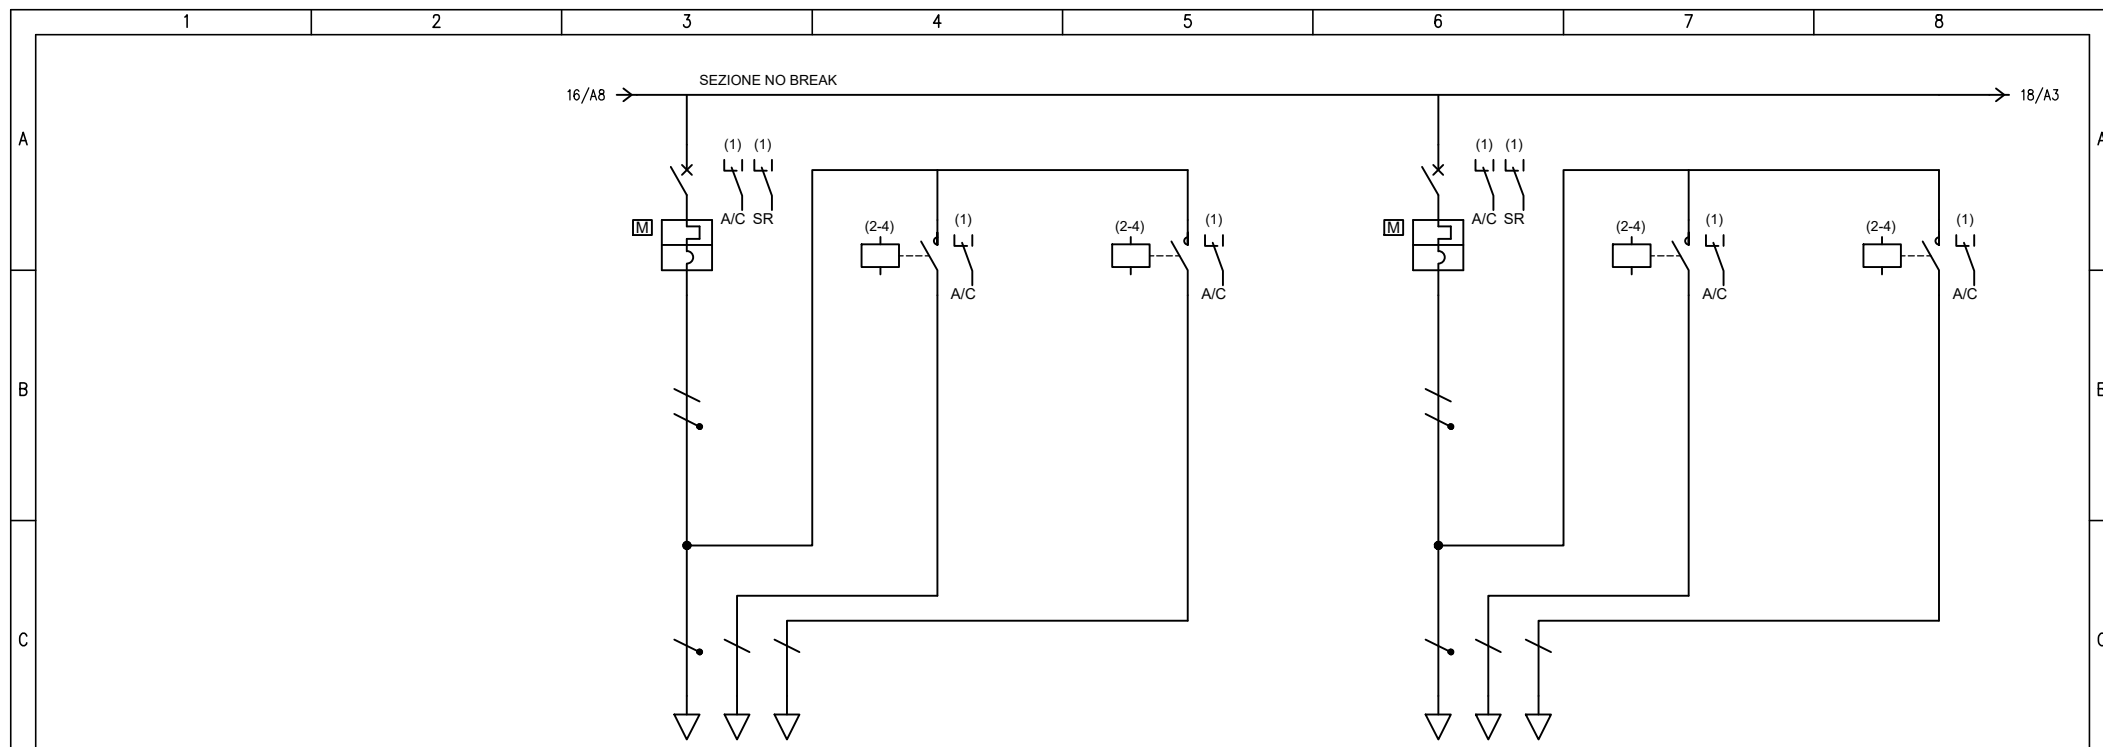 1 2 3 4 5 6 7 8
SEZIONE NO BREAK
16/A8 18/A3
A A
(1) (1) (1) (1)
A/C SR A/C SR
M (2-4) (1) (2-4) (1) M (2-4) (1) (2-4) (1)
A/C A/C A/C A/C
B B
C C